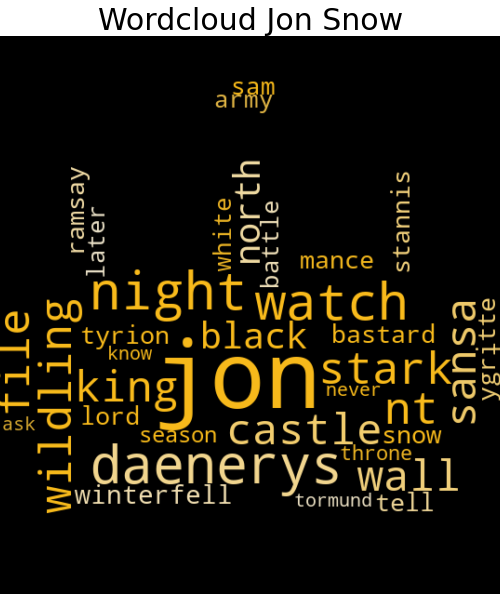 Wordcloud Jon Snow
sam
army
ramsay
later
white
north
battle
stannis
mance
night
watch
file
wildling
tyrion
black
bastard
know
jon
sansa
ygritte
king
stark
never
nt
ask
lord
season
castle
snow
throne
daenerys
wall
winterfell
tormund
tell